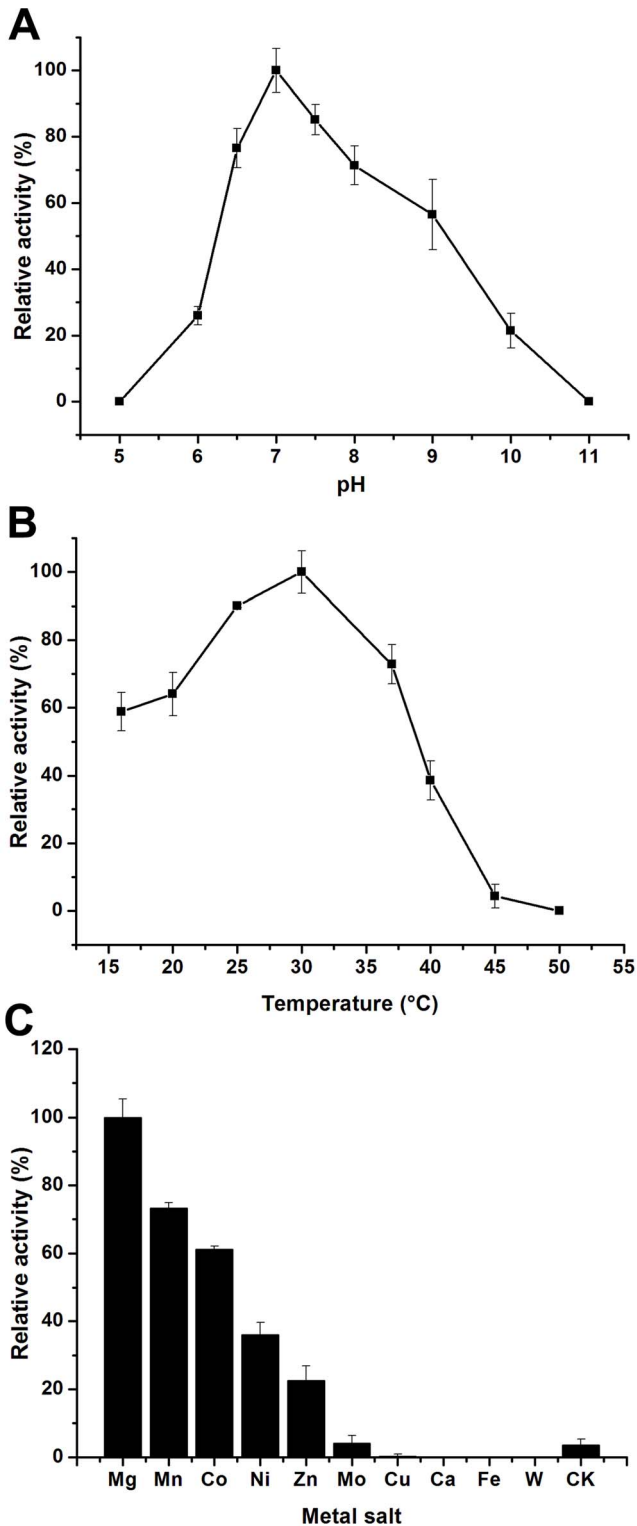 A
Relative activity (%)
100
80
60
40
20
0
5 6 7 8 9 10 11
pH
B
Relative activity (%)
100
80
60
40
20
0
15 20 25 30 35 40 45 50 55
Temperature (°C)
C
Relative activity (%)
120
100
80
60
40
20
0
Mg Mn Co Ni Zn Mo Cu Ca Fe W CK
Metal salt